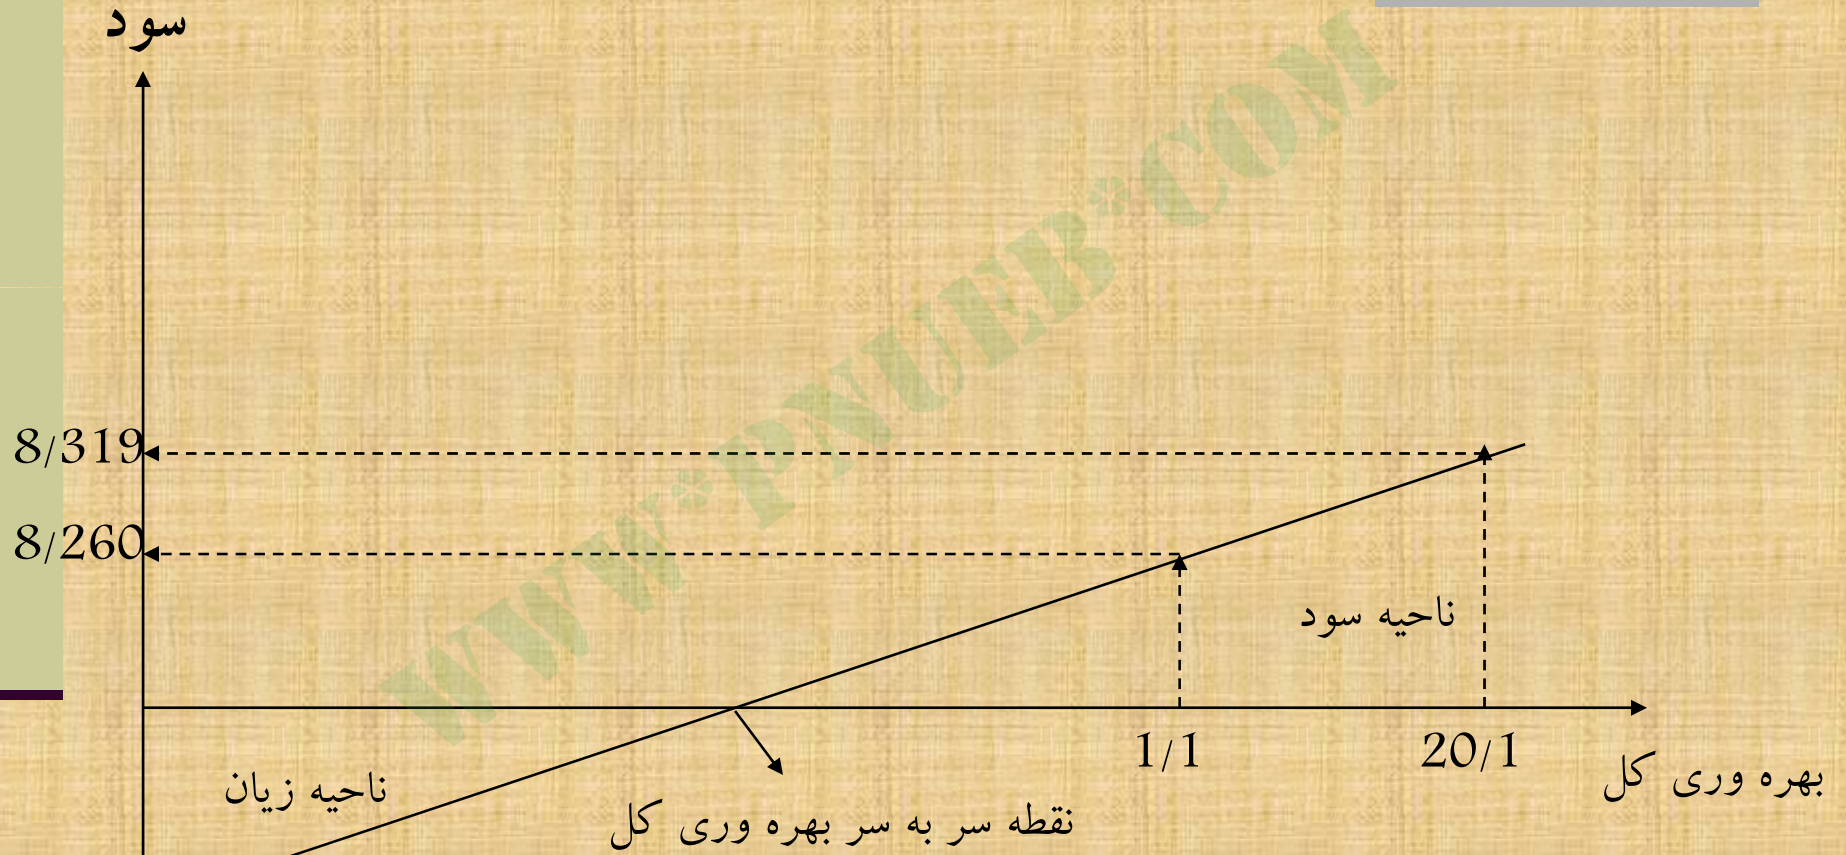 سود
WWW*PNUEB*COM
8/319
8/260
ناحیه سود
1/1
20/1
بهره وری کل
ناحیه زیان
نقطه سر به سر بهره وری کل